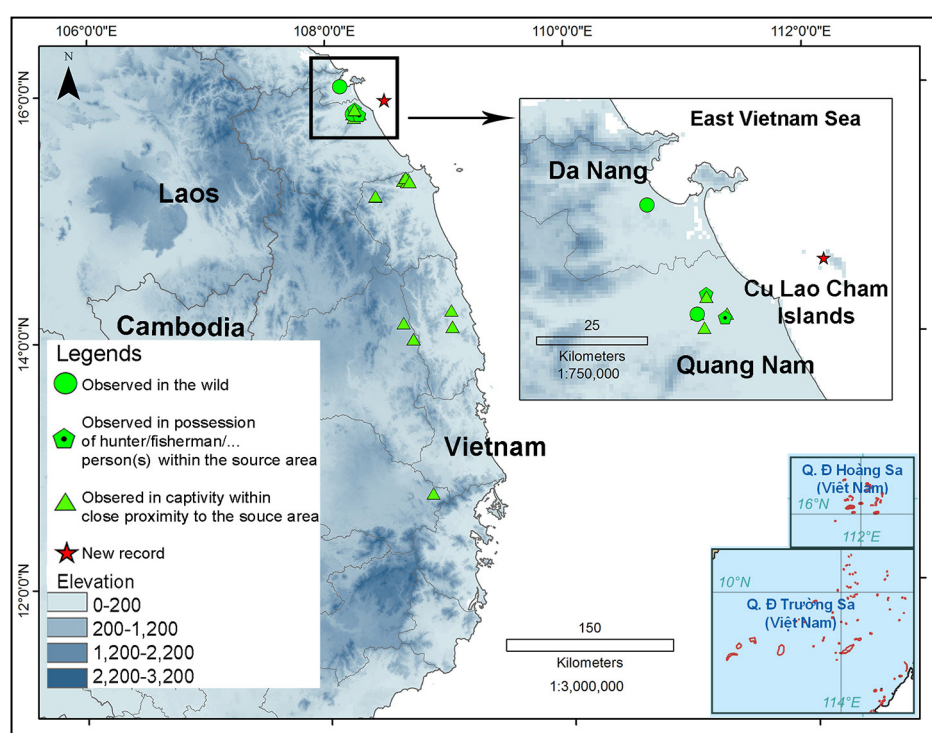 106°0'0"E
108°0'0"E
110°0'0"E
112°0'0"E
N
16°0'0"N
14°0'0"N
12°0'0"N
Laos
Cambodia
Vietnam
East Vietnam Sea
Da Nang
Cu Lao Cham
Islands
Quang Nam
25
Kilometers
1:750,000
Legends
Observed in the wild
Observed in possession
of hunter/fisherman/...
person(s) within the source area
Obsered in captivity within
close proximity to the souce area
New record
Elevation
0-200
200-1,200
1,200-2,200
2,200-3,200
150
Kilometers
1:3,000,000
Q. Đ Hoàng Sa
(Việt Nam)
16°N
112°E
10°N
Q. Đ Trường Sa
(Việt Nam)
114°E